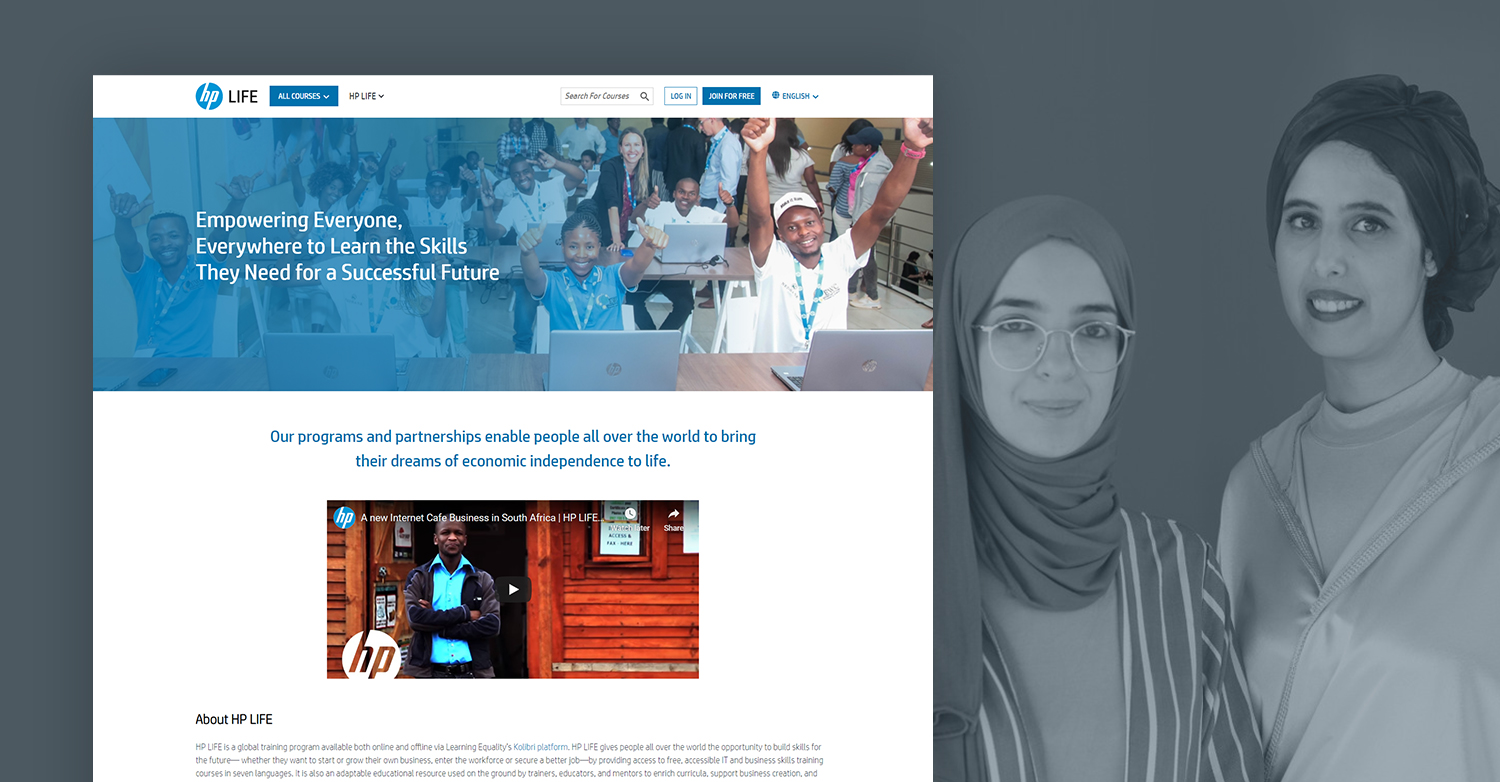 hp LIFE
ALL COURSES
HP LIFE
Search For Courses
LOG IN
JOIN FOR FREE
ENGLISH
Empowering Everyone,
Everywhere to Learn the Skills
They Need for a Successful Future
Our programs and partnerships enable people all over the world to bring
their dreams of economic independence to life.
hp
A new Internet Cafe Business in South Africa | HP LIFE...
Watch later
Share
ACCESS &
FAX - HERE
hp
About HP LIFE
HP LIFE is a global training program available both online and offline via Learning Equality's Kolibri platform. HP LIFE gives people all over the world the opportunity to build skills for
the future— whether they want to start or grow their own business, enter the workforce or secure a better job—by providing access to free, accessible IT and business skills training
courses in seven languages. It is also an adaptable educational resource used on the ground by trainers, educators, and mentors to enrich curricula, support business creation, and